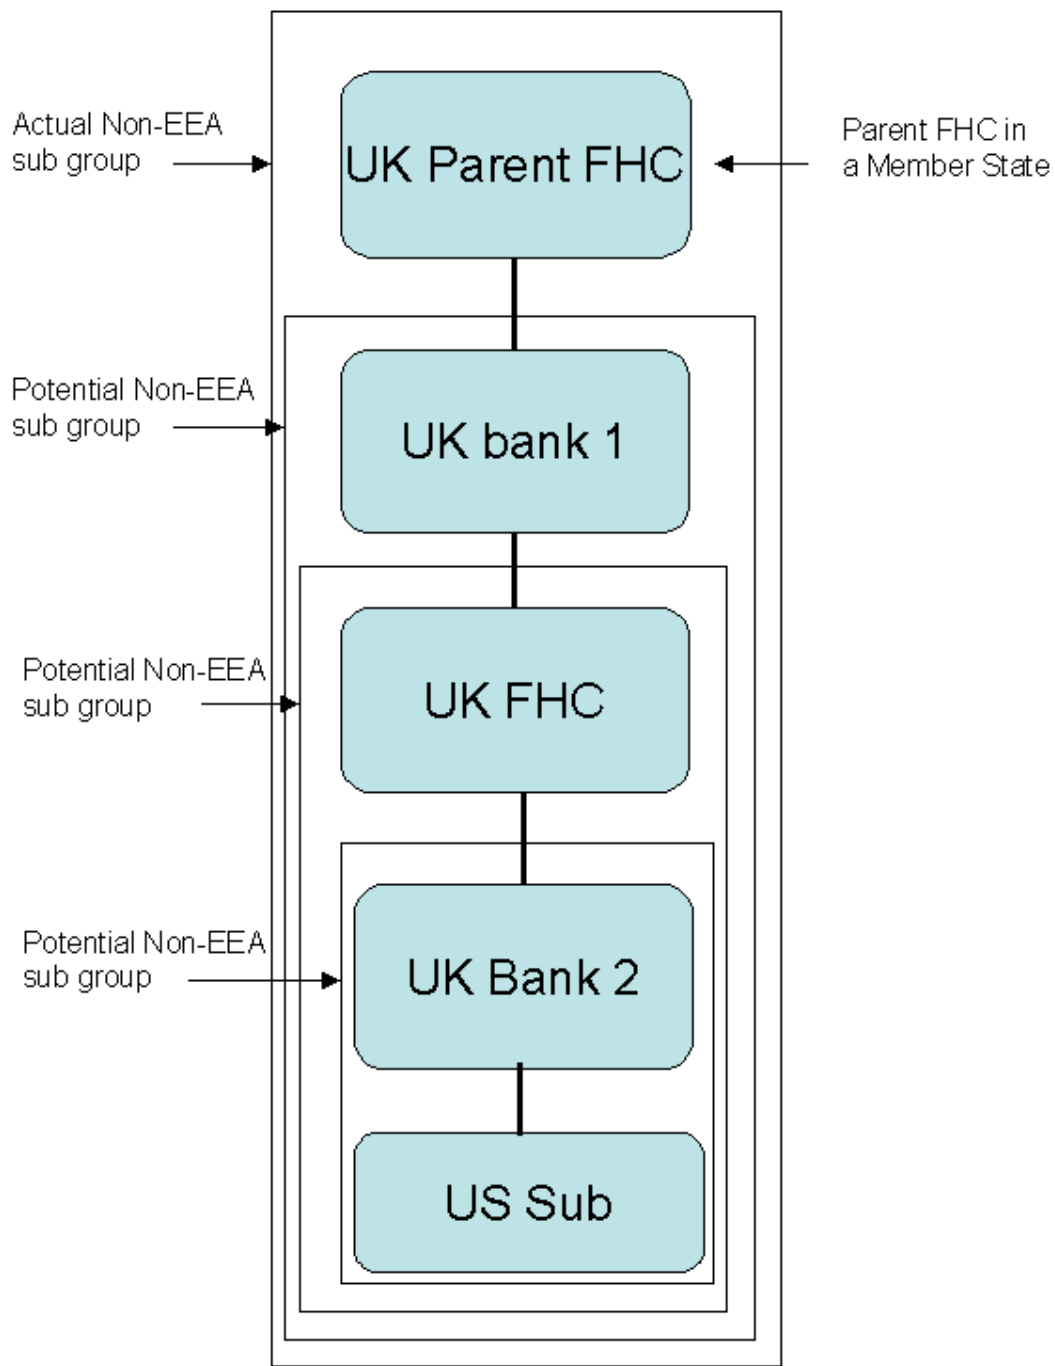 Actual Non-EEA
sub group
UK Parent FHC
Parent FHC in
a Member State
Potential Non-EEA
sub group
UK bank 1
Potential Non-EEA
sub group
UK FHC
Potential Non-EEA
sub group
UK Bank 2
US Sub